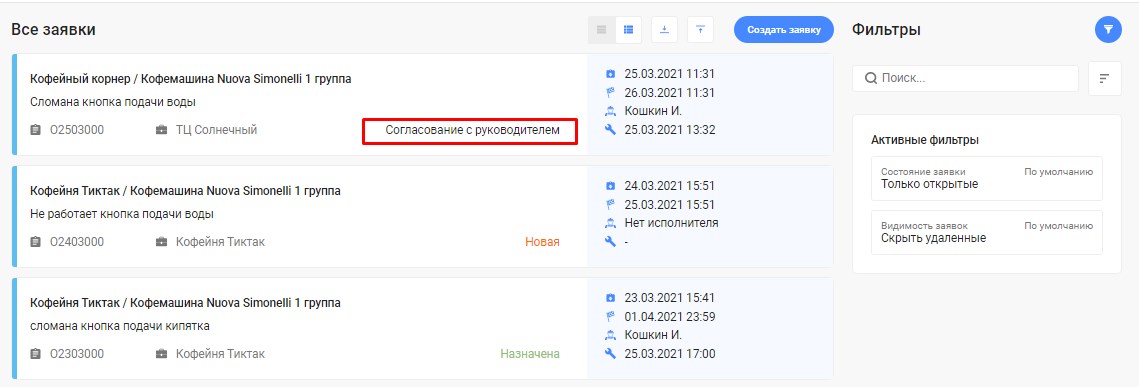 Все заявки
Создать заявку
Кофейный корнер / Кофемашина Nuova Simonelli 1 группа
Сломана кнопка подачи воды
О2503000
ТЦ Солнечный
Согласование с руководителем
25.03.2021 11:31
26.03.2021 11:31
Кошкин И.
25.03.2021 13:32
Кофейня Тиктак / Кофемашина Nuova Simonelli 1 группа
Не работает кнопка подачи воды
О2403000
Кофейня Тиктак
Новая
24.03.2021 15:51
25.03.2021 15:51
Нет исполнителя
-
Кофейня Тиктак / Кофемашина Nuova Simonelli 1 группа
сломана кнопка подачи кипятка
О2303000
Кофейня Тиктак
Назначена
23.03.2021 15:41
01.04.2021 23:59
Кошкин И.
25.03.2021 17:00
Фильтры
Поиск...
Активные фильтры
Состояние заявки
По умолчанию
Только открытые
Видимость заявок
По умолчанию
Скрыть удаленные